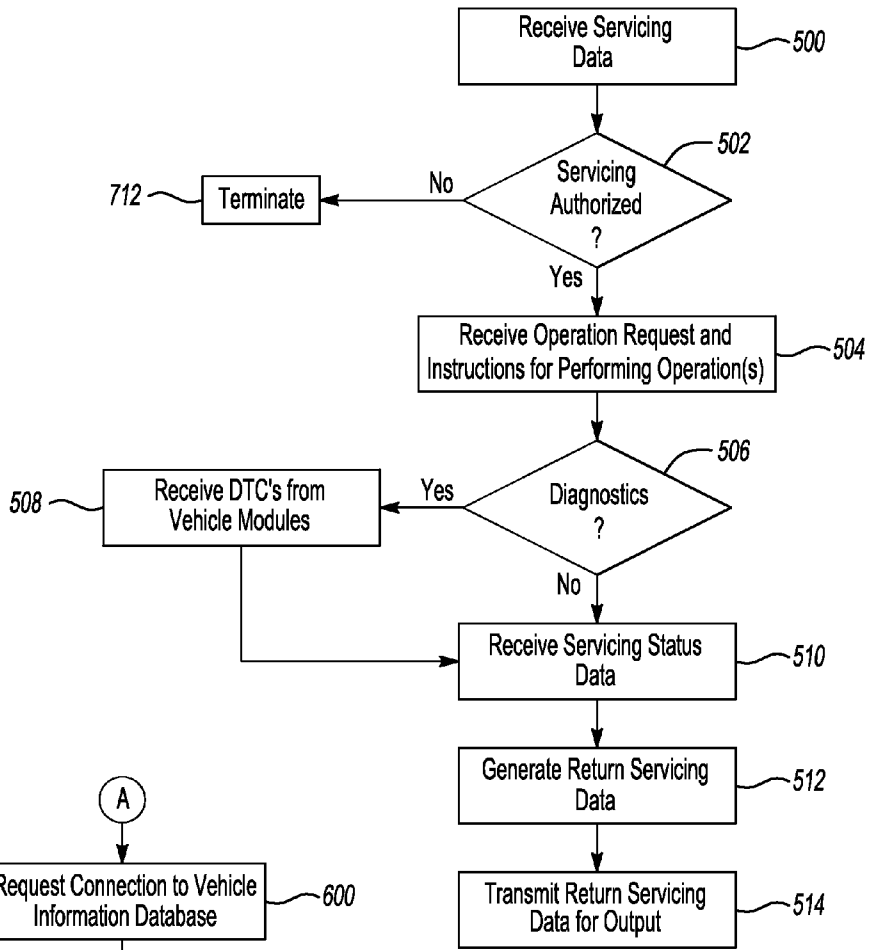 Receive Servicing
Data
500
502
Servicing
Authorized
?
No
712
Terminate
Yes
Receive Operation Request and
Instructions for Performing Operation(s)
504
506
Diagnostics
?
Yes
508
Receive DTC's from
Vehicle Modules
No
Receive Servicing Status
Data
510
Generate Return Servicing
Data
512
A
Transmit Return Servicing
Data for Output
514
Request Connection to Vehicle
Information Database
600